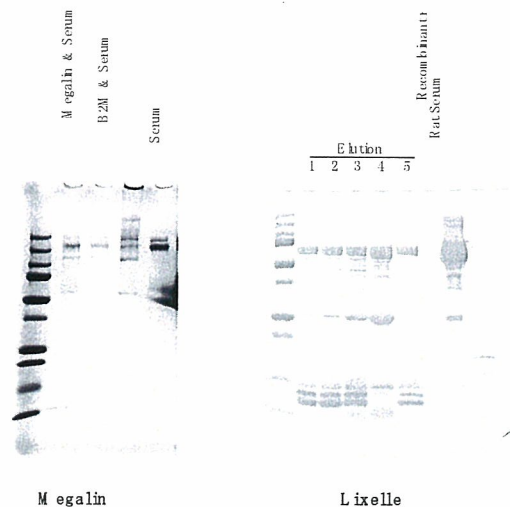 Megalin & Serum
B2M & Serum
Serum
Elution
1 2 3 4 5
Rat Serum
Recombinant
Megalin
Lixelle